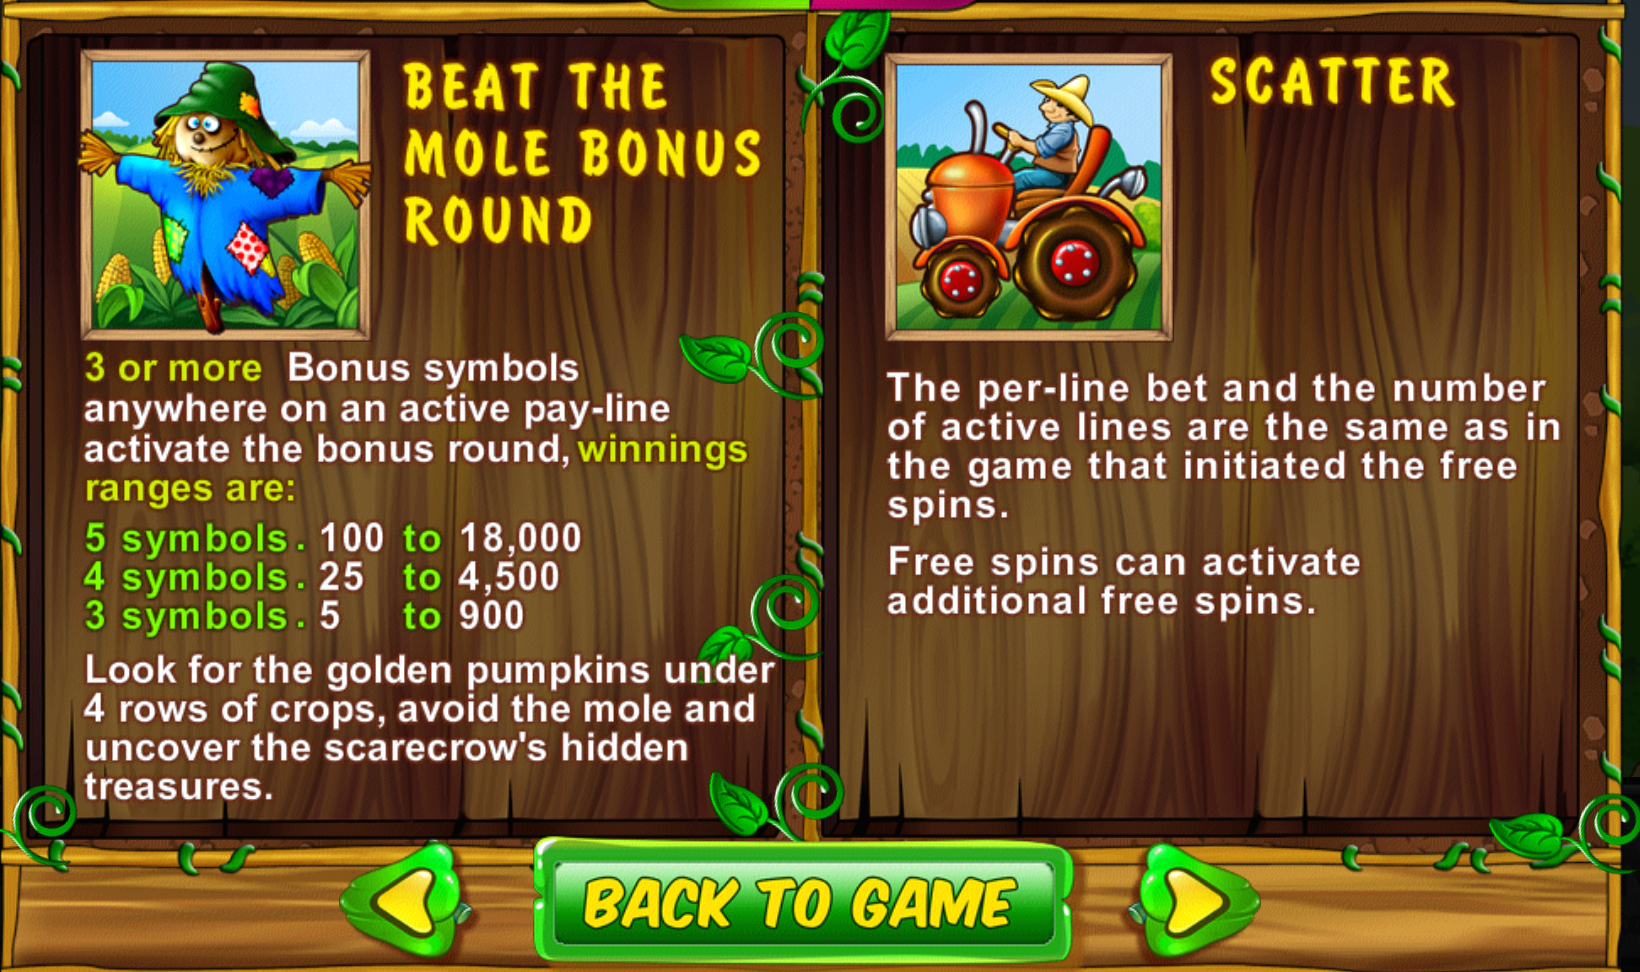 BEAT THE
MOLE BONUS
ROUND
3 or more Bonus symbols
anywhere on an active pay-line
activate the bonus round, winnings
ranges are:
5 symbols . 100 to 18,000
4 symbols . 25 to 4,500
3 symbols . 5 to 900
Look for the golden pumpkins under
4 rows of crops, avoid the mole and
uncover the scarecrow's hidden
treasures.
SCATTER
The per-line bet and the number
of active lines are the same as in
the game that initiated the free
spins.
Free spins can activate
additional free spins.
BACK TO GAME